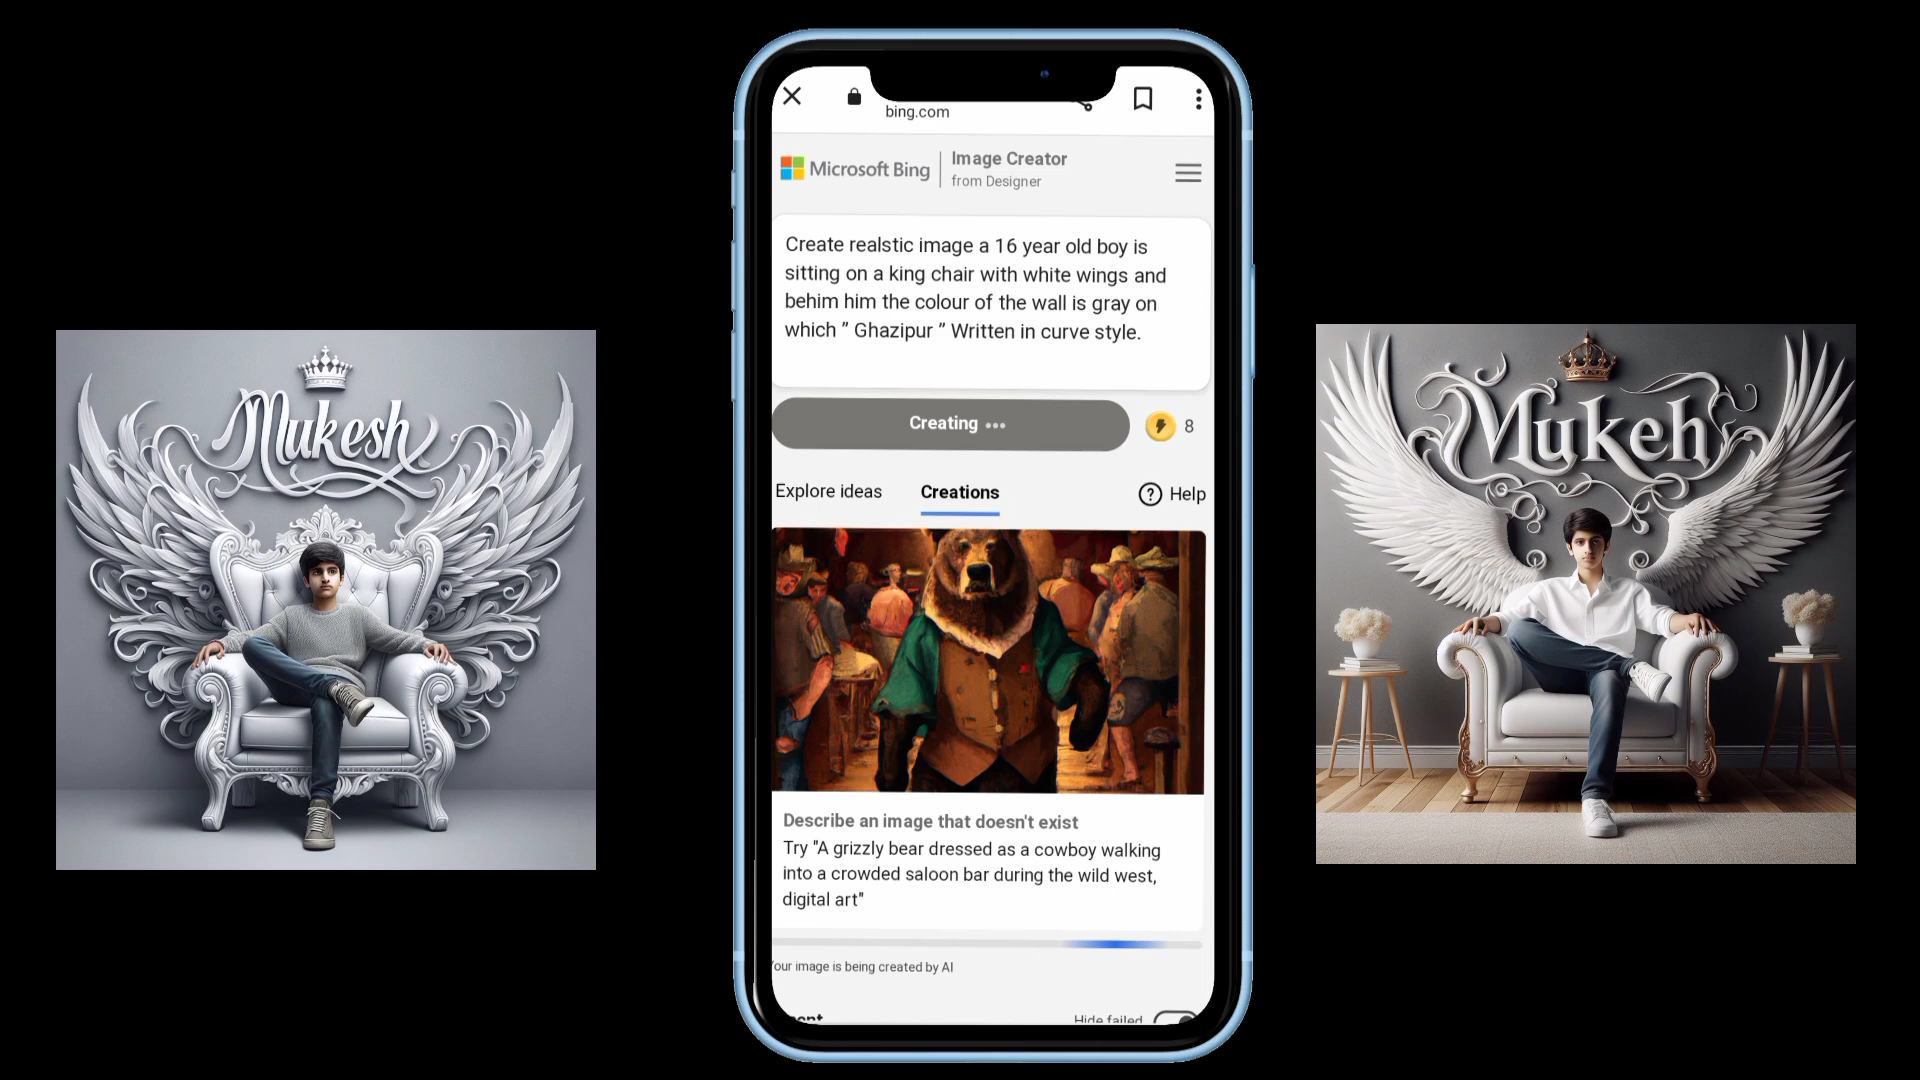 Mukesh
bing.com
Microsoft Bing
Image Creator
from Designer
Create realstic image a 16 year old boy is
sitting on a king chair with white wings and
behim him the colour of the wall is gray on
which ” Ghazipur ” Written in curve style.
Creating
8
Explore ideas
Creations
? Help
Describe an image that doesn't exist
Try "A grizzly bear dressed as a cowboy walking
into a crowded saloon bar during the wild west,
digital art"
our image is being created by AI
Hide failed
Mukeh